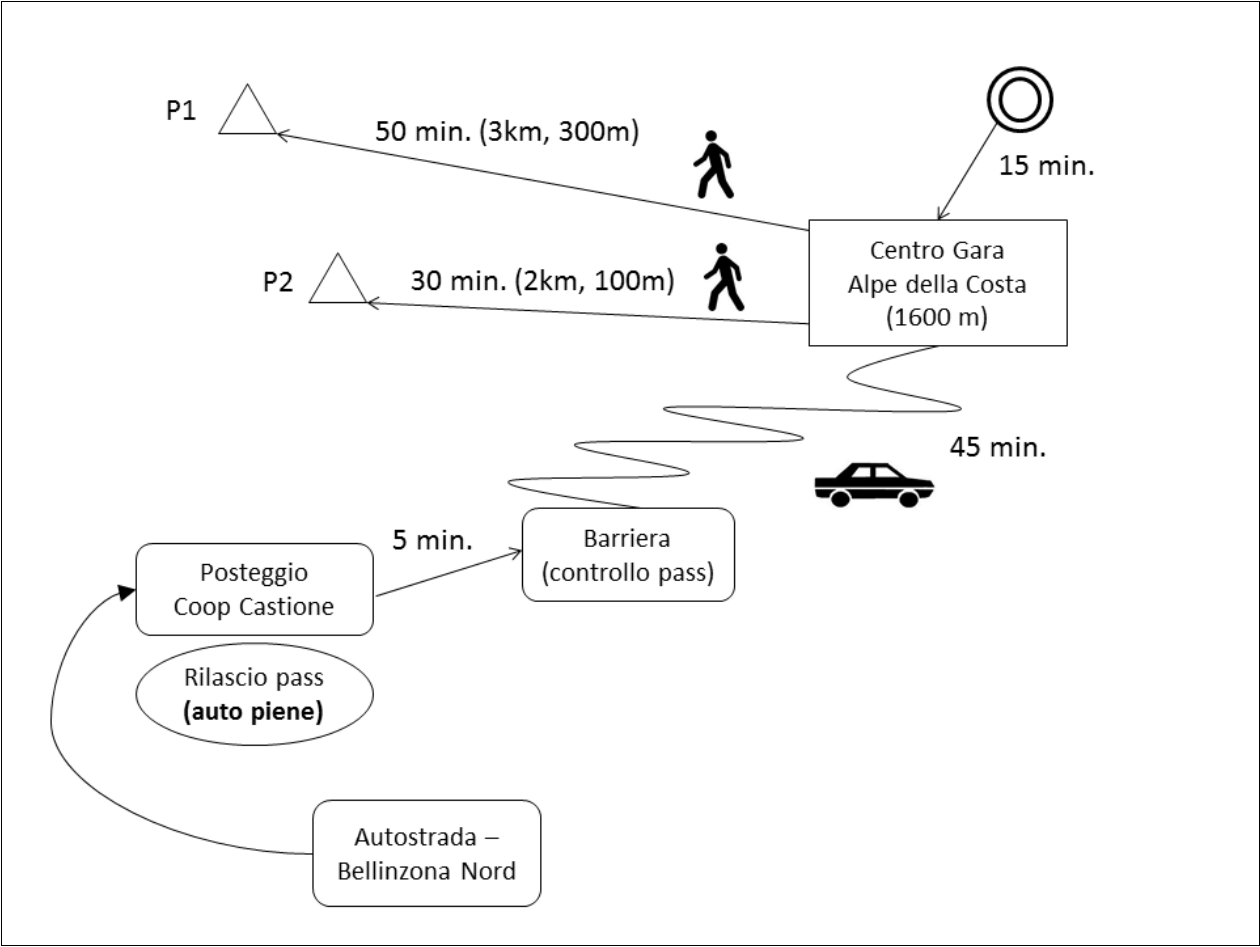 P1
50 min. (3km, 300m)
15 min.
Centro Gara
Alpe della Costa
(1600 m)
P2
30 min. (2km, 100m)
45 min.
5 min.
Barriera
(controllo pass)
Posteggio
Coop Castione
Rilascio pass
(auto piene)
Autostrada –
Bellinzona Nord